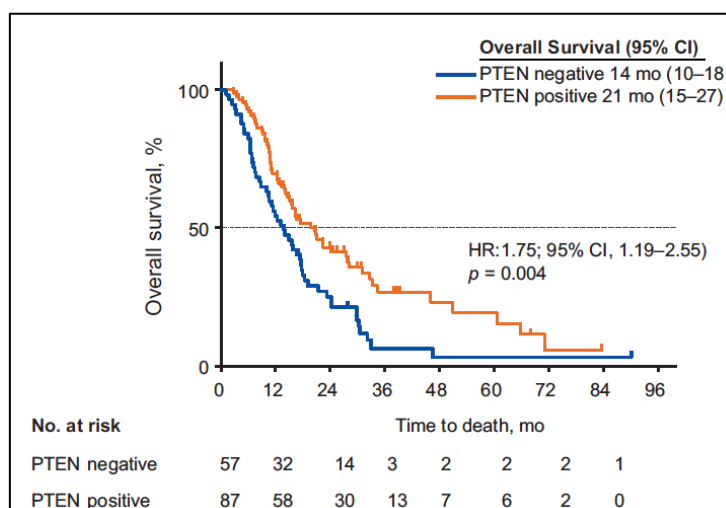 Overall Survival (95% CI)
PTEN negative 14 mo (10–18
PTEN positive 21 mo (15–27)
100
50
0
Overall survival, %
HR:1.75; 95% CI, 1.19–2.55)
p = 0.004
0 12 24 36 48 60 72 84 96
No. at risk Time to death, mo
PTEN negative 57 32 14 3 2 2 2 1
PTEN positive 87 58 30 13 7 6 2 0